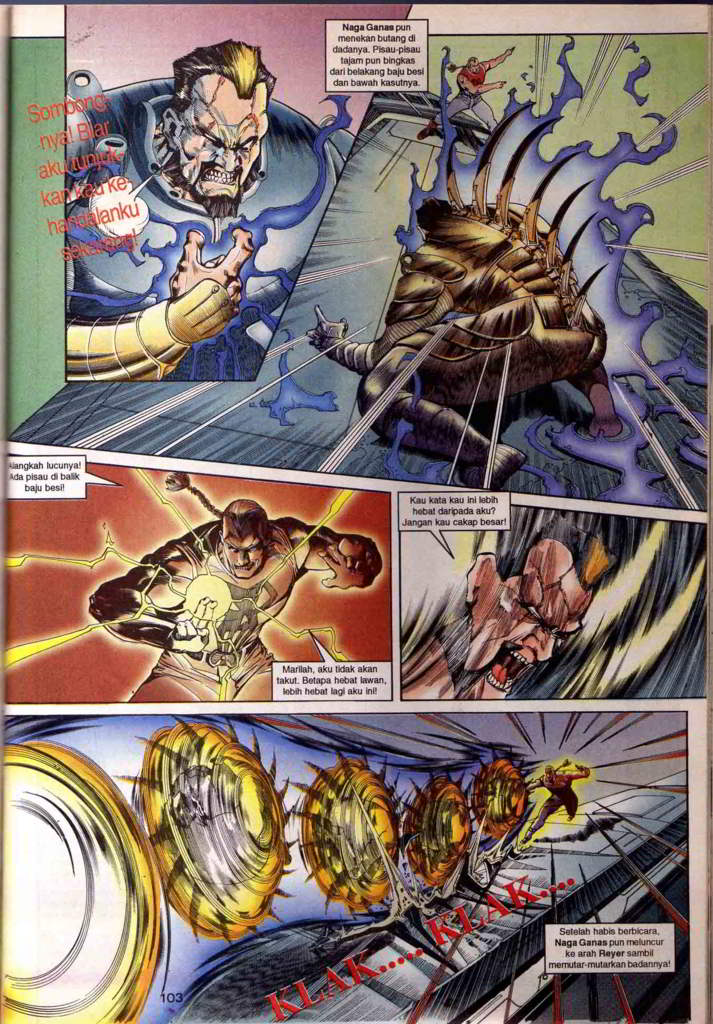 Sombong-
nya! Biar
aku tunjuk-
kan kau ke-
handalanku
sekarang!
Naga Ganas pun
menekan butang di
dadanya. Pisau-pisau
tajam pun bingkas
dari belakang baju besi
dan bawah kasutnya.
Alangkah lucunya!
Ada pisau di balik
baju besi!
Marilah, aku tidak akan
takut. Betapa hebat lawan,
lebih hebat lagi aku ini!
Kau kata kau ini lebih
hebat daripada aku?
Jangan kau cakap besar!
KLAK..... KLAK....
Setelah habis berbicara,
Naga Ganas pun meluncur
ke arah Reyer sambil
memutar-mutarkan badannya!
103